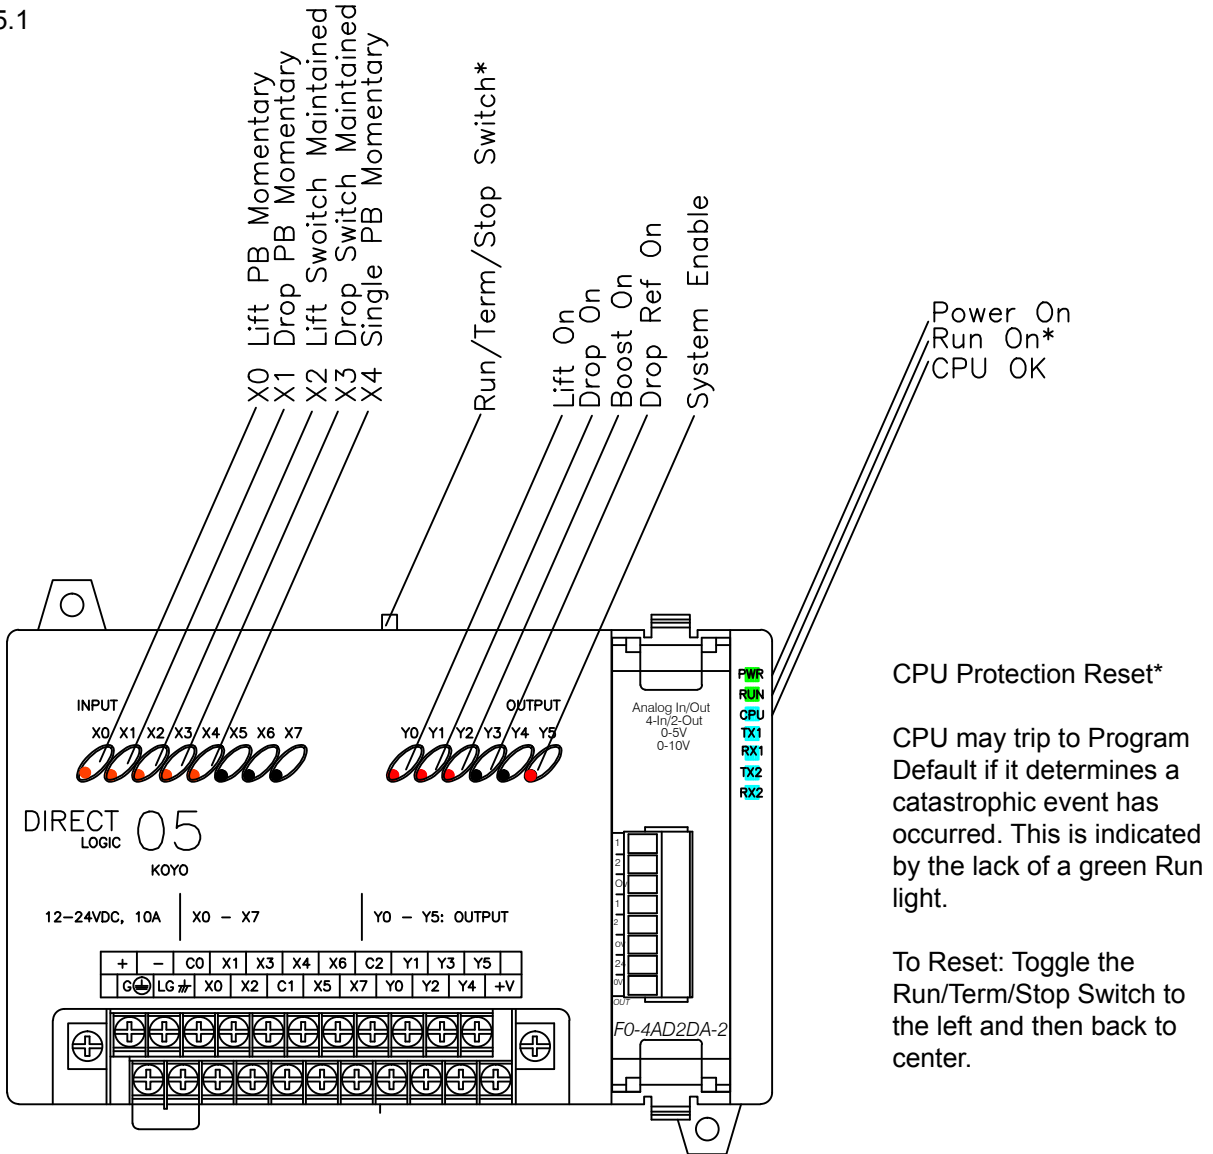 5.1
X0 Lift PB Momentary
X1 Drop PB Momentary
X2 Lift Swoitch Maintained
X3 Drop Switch Maintained
X4 Single PB Momentary
Run/Term/Stop Switch*
Lift On
Drop On
Boost On
Drop Ref On
System Enable
Power On
Run On*
CPU OK
INPUT
X0 X1 X2 X3 X4 X5 X6 X7
OUTPUT
Y0 Y1 Y2 Y3 Y4 Y5
Analog In/Out
4-In/2-Out
0-5V
0-10V
PWR
RUN
CPU
TX1
RX1
TX2
RX2
DIRECT
LOGIC
05
KOYO
12-24VDC, 10A
X0 - X7
Y0 - Y5: OUTPUT
+ - C0 X1 X3 X4 X6 C2 Y1 Y3 Y5
G LG X0 X2 C1 X5 X7 Y0 Y2 Y4 +V
1
2
1
2
0V
OUT
F0-4AD2DA-2
CPU Protection Reset*
CPU may trip to Program
Default if it determines a
catastrophic event has
occurred. This is indicated
by the lack of a green Run
light.
To Reset: Toggle the
Run/Term/Stop Switch to
the left and then back to
center.